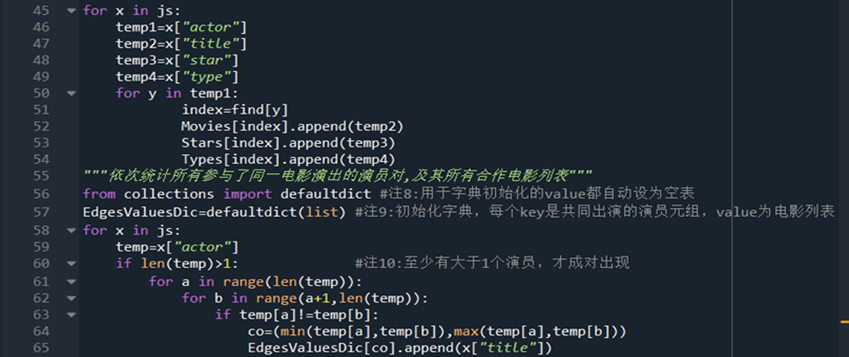 45 for x in js:
46     temp1=x["actor"]
47     temp2=x["title"]
48     temp3=x["star"]
49     temp4=x["type"]
50     for y in temp1:
51             index=find[y]
52             Movies[index].append(temp2)
53             Stars[index].append(temp3)
54             Types[index].append(temp4)
55 """依次统计所有参与了同一电影演出的演员对,及其所有合作电影列表"""
56 from collections import defaultdict #注8:用于字典初始化的value都自动设为空表
57 EdgesValuesDic=defaultdict(list) #注9:初始化字典，每个key是共同出演的演员元组，value为电影列表
58 for x in js:
59     temp=x["actor"]
60     if len(temp)>1:             #注10:至少有大于1个演员，才成对出现
61         for a in range(len(temp)):
62             for b in range(a+1,len(temp)):
63                 if temp[a]!=temp[b]:
64                     co=(min(temp[a],temp[b]),max(temp[a],temp[b]))
65                     EdgesValuesDic[co].append(x["title"])